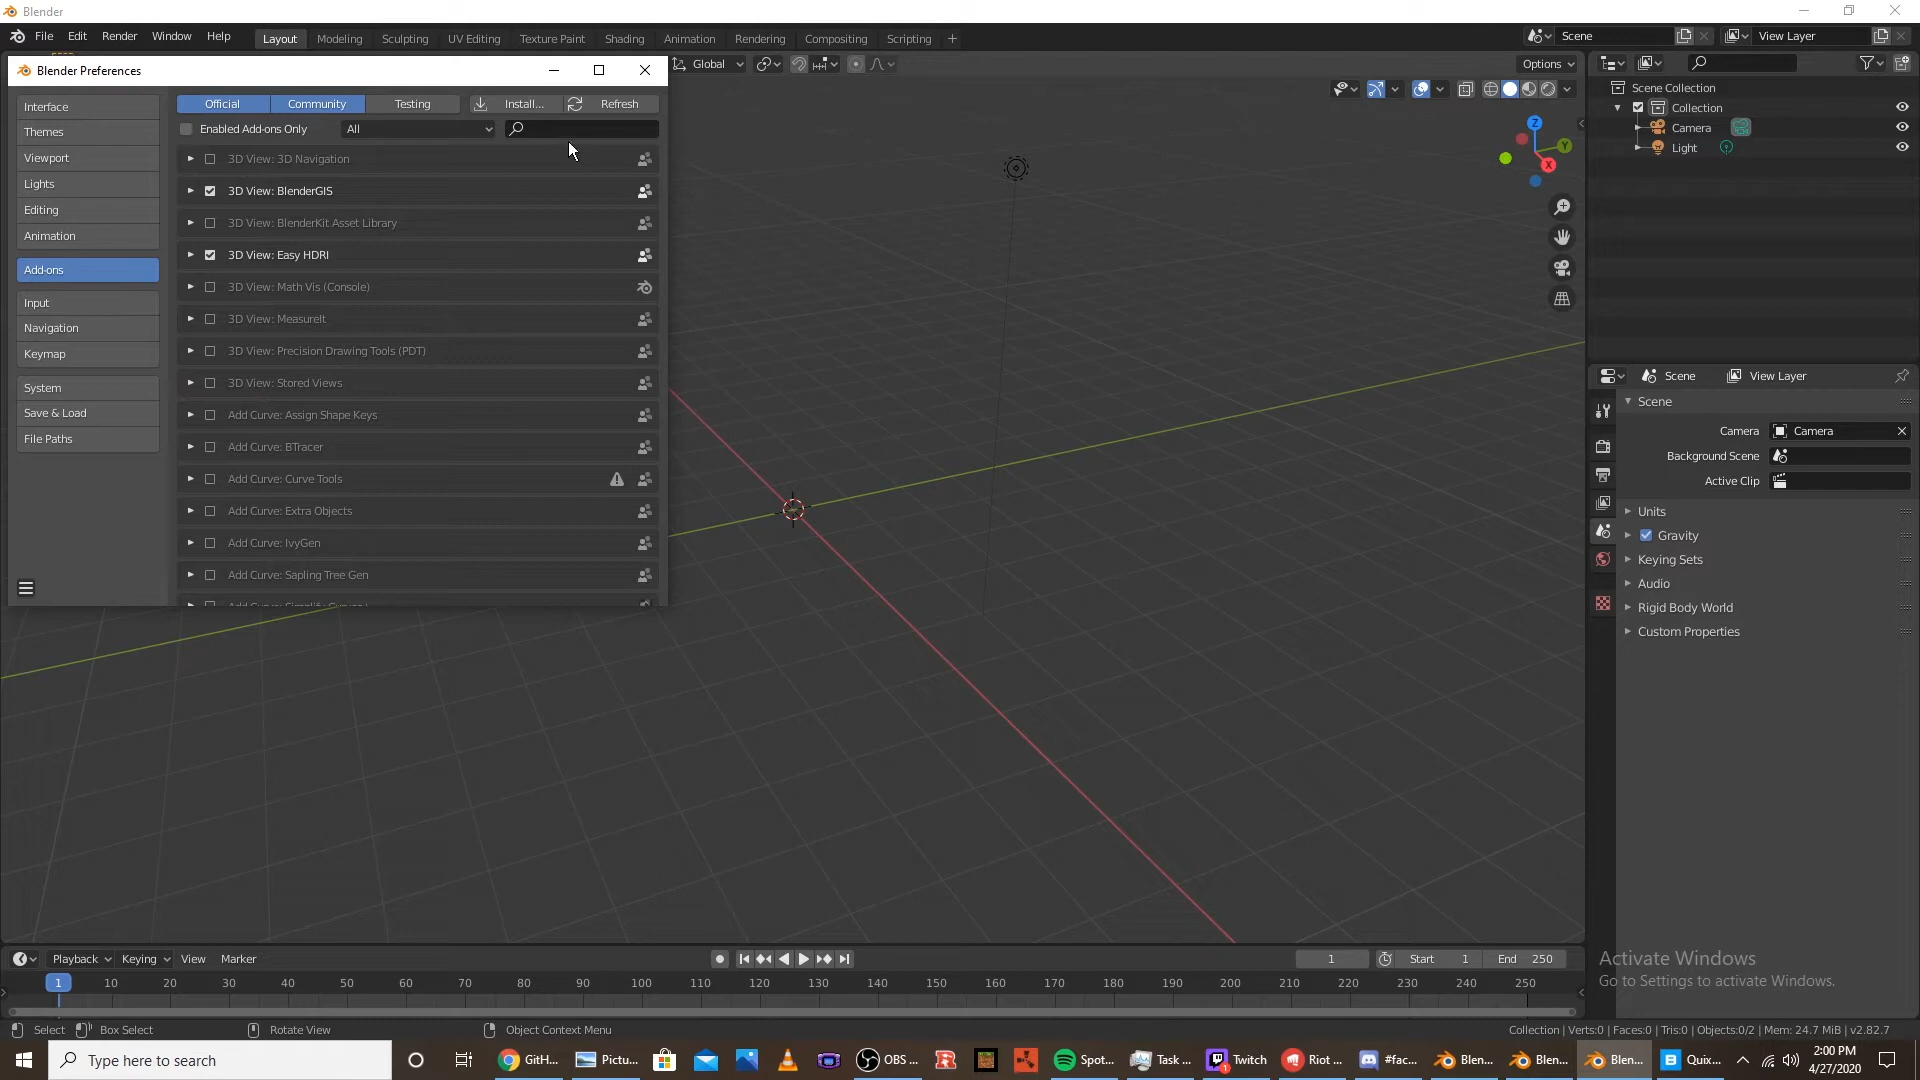 Blender
File Edit Render Window Help Layout Modeling Sculpting UV Editing Texture Paint Shading Animation Rendering Compositing Scripting + Scene View Layer
Blender Preferences
Global
Options
Interface
Themes
Viewport
Lights
Editing
Animation
Add-ons
Input
Navigation
Keymap
System
Save & Load
File Paths
Official Community Testing Install... Refresh
Enabled Add-ons Only All
3D View: 3D Navigation
3D View: BlenderGIS
3D View: BlenderKit Asset Library
3D View: Easy HDRI
3D View: Math Vis (Console)
3D View: MeasureIt
3D View: Precision Drawing Tools (PDT)
3D View: Stored Views
Add Curve: Assign Shape Keys
Add Curve: BTracer
Add Curve: Curve Tools
Add Curve: Extra Objects
Add Curve: IvyGen
Add Curve: Sapling Tree Gen
Z
Y
X
Scene Collection
Collection
Camera
Light
Scene View Layer
Scene
Camera Camera
Background Scene
Active Clip
Units
Gravity
Keying Sets
Audio
Rigid Body World
Custom Properties
Activate Windows
Go to Settings to activate Windows.
Playback Keying View Marker 1 Start 1 End 250
1 10 20 30 40 50 60 70 80 90 100 110 120 130 140 150 160 170 180 190 200 210 220 230 240 250
Select Box Select Rotate View Object Context Menu Collection | Verts:0 | Faces:0 | Tris:0 | Objects:0/2 | Mem: 24.7 MiB | v2.82.7
Type here to search GitH... Pictu... OBS ... Spot... Task ... Twitch Riot ... #fac... Blen... Blen... Blen... Quix... 2:00 PM
4/27/2020